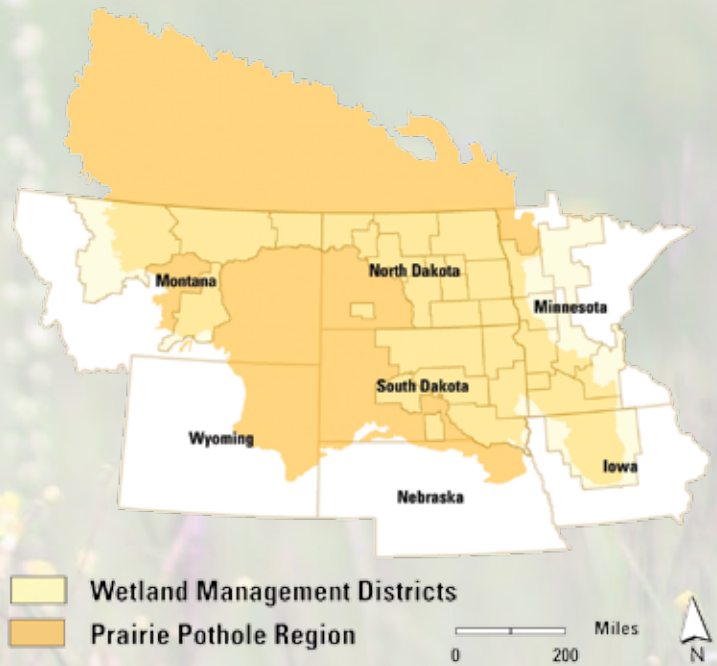 Montana
North Dakota
Minnesota
South Dakota
Wyoming
Iowa
Nebraska
Wetland Management Districts
Prairie Pothole Region
Miles
0 200
N